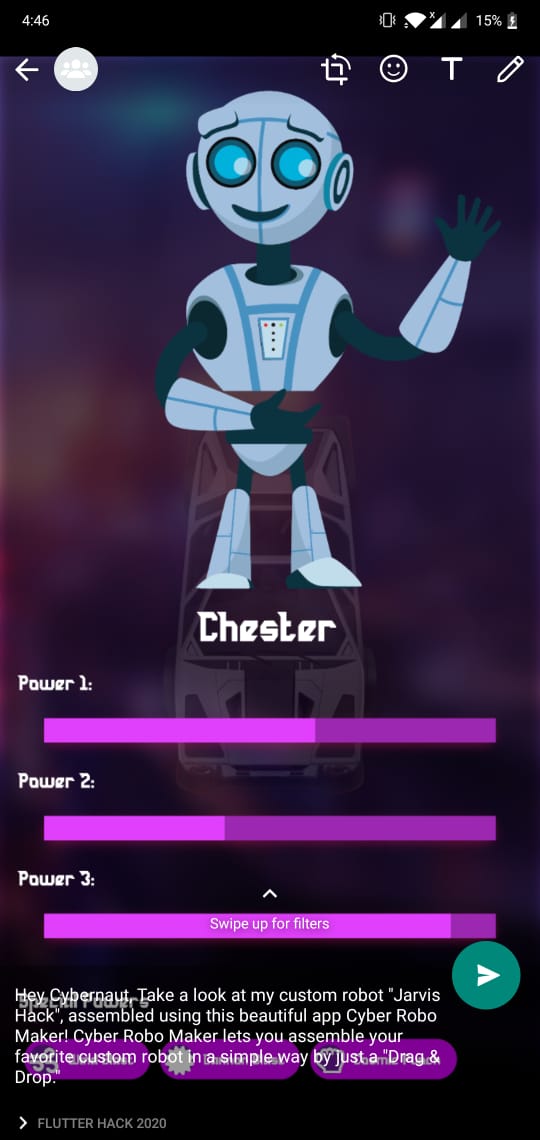 4:46
x
15%
T
Chester
Power 1:
Power 2:
Power 3:
Swipe up for filters
Special Powers
Hey Cybernaut, Take a look at my custom robot "Jarvis
Hack", assembled using this beautiful app Cyber Robo
Maker! Cyber Robo Maker lets you assemble your
favorite custom robot in a simple way by just a "Drag &
Drop."
FLUTTER HACK 2020